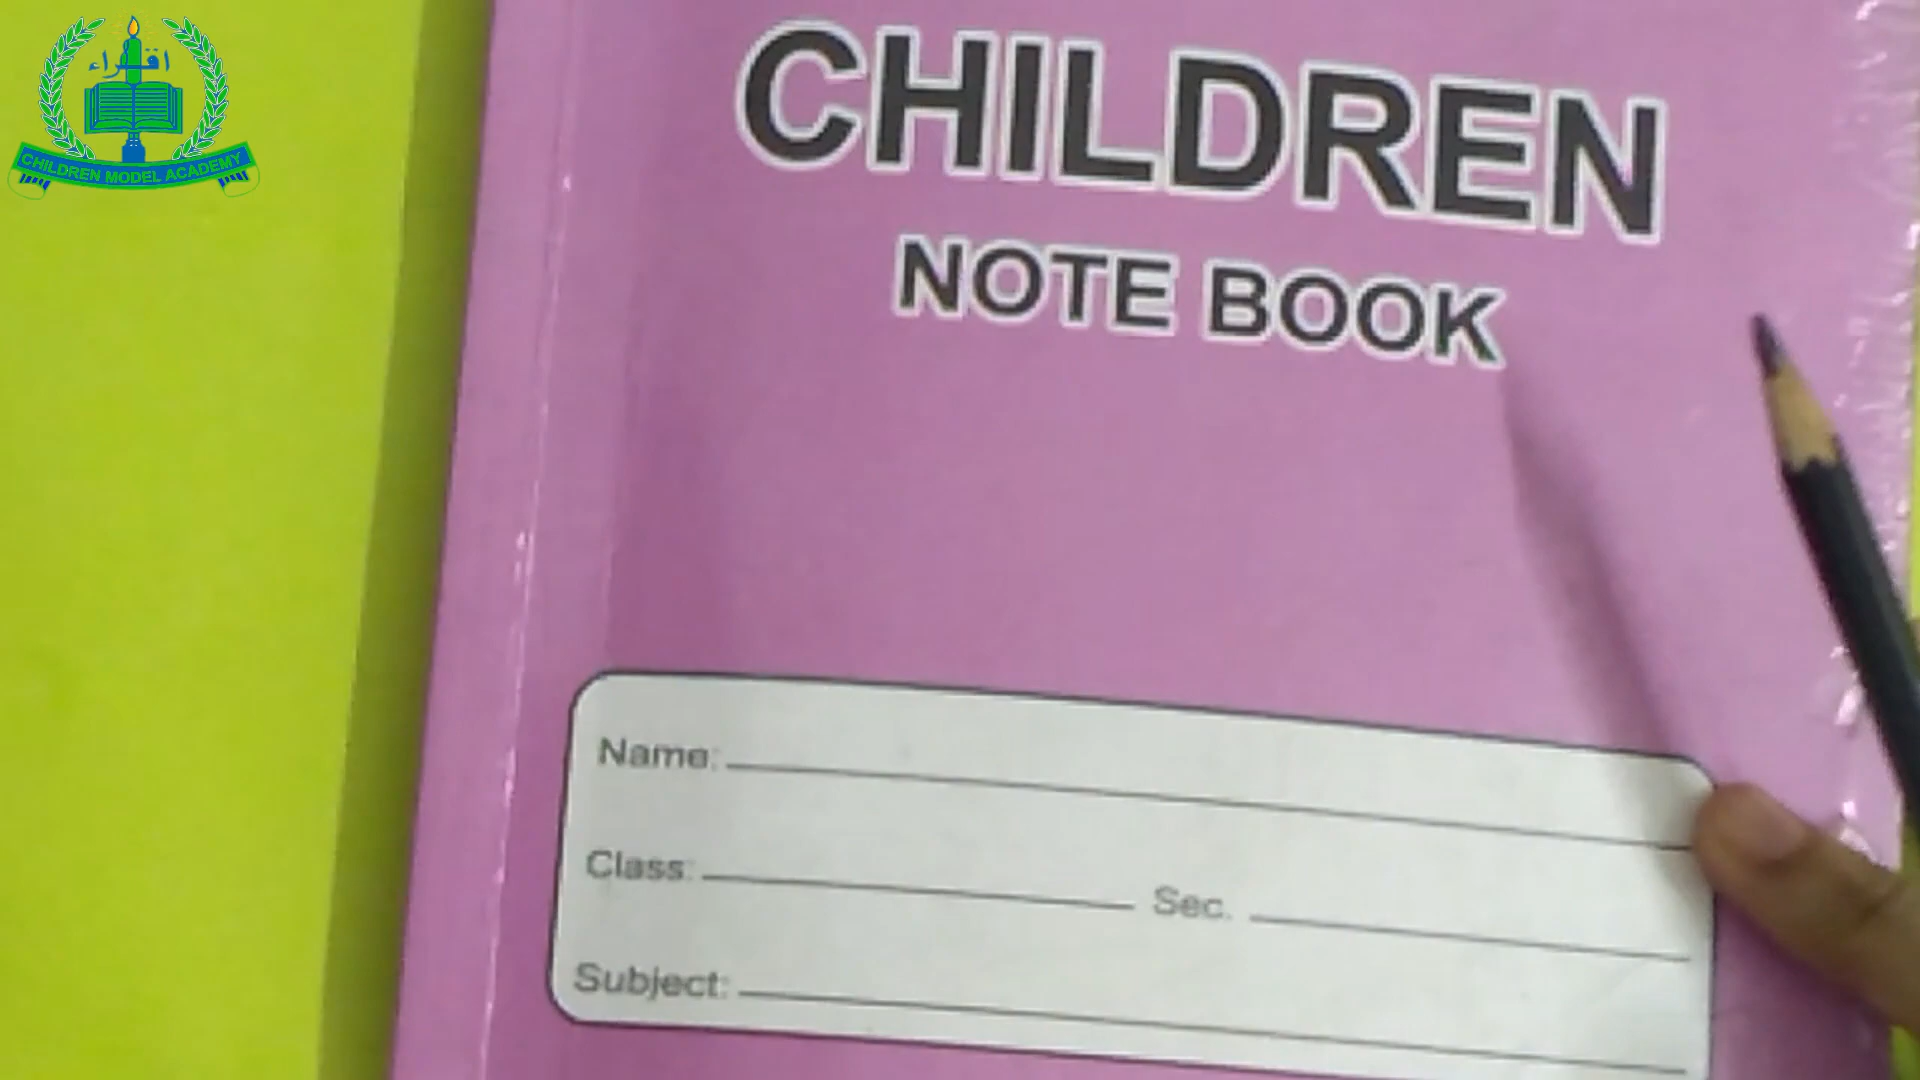 اقراء
CHILDREN MODEL ACADEMY
CHILDREN
NOTE BOOK
Name:
Class: Sec.
Subject: